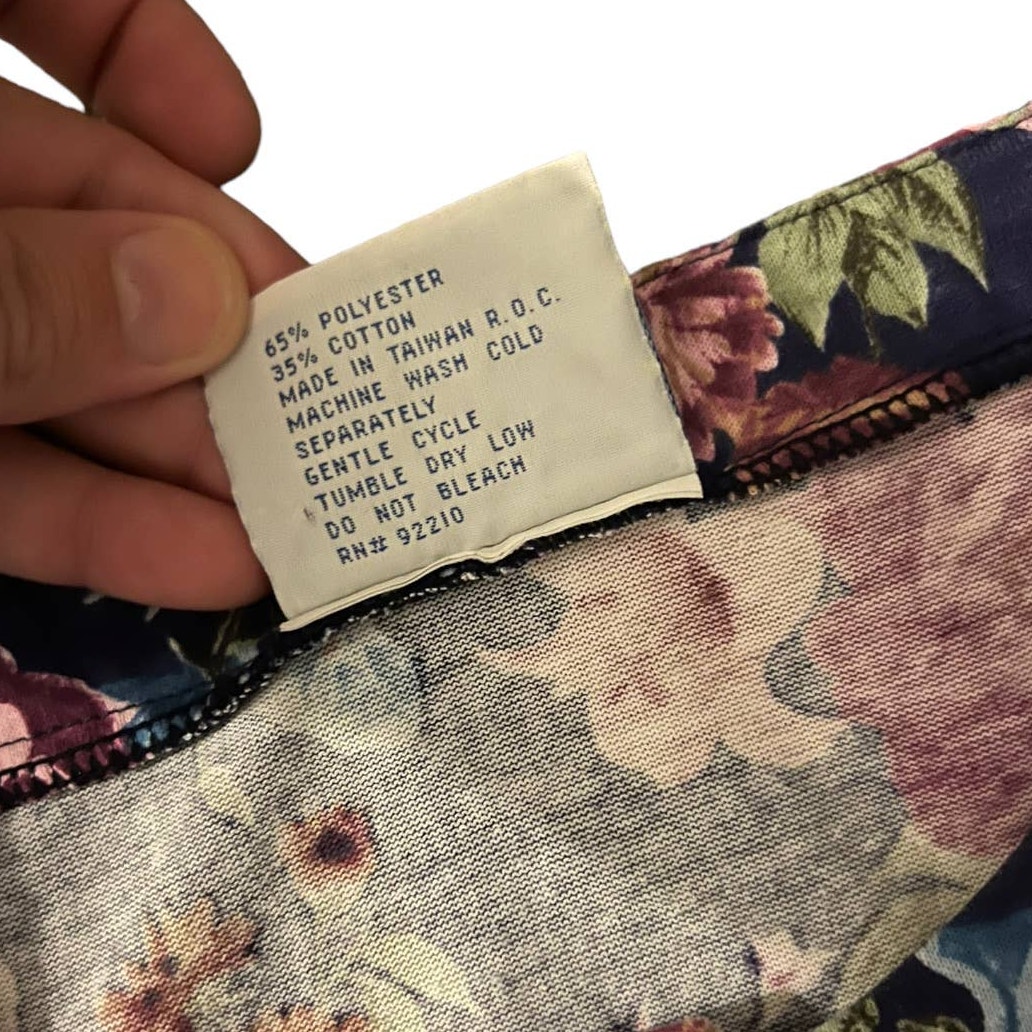 65% POLYESTER
35% COTTON
MADE IN TAIWAN R.O.C.
MACHINE WASH COLD
SEPARATELY
GENTLE CYCLE
TUMBLE DRY LOW
DO NOT BLEACH
RN# 92210